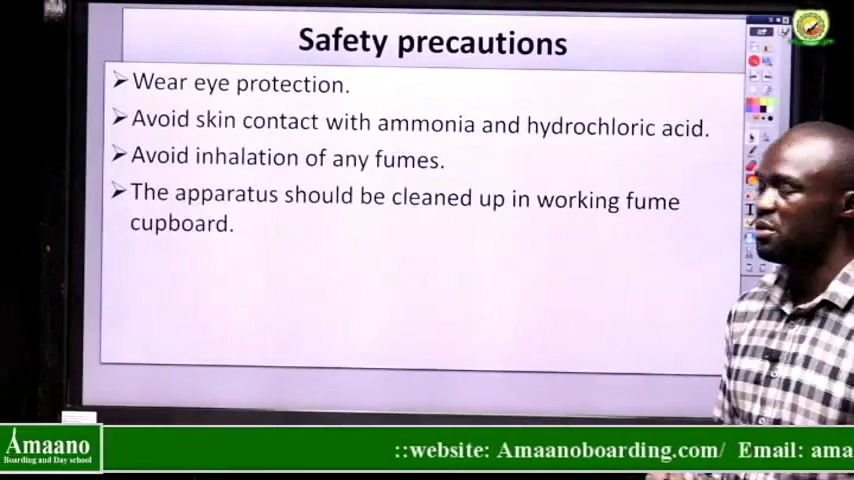 Safety precautions
➢Wear eye protection.
➢Avoid skin contact with ammonia and hydrochloric acid.
➢Avoid inhalation of any fumes.
➢The apparatus should be cleaned up in working fume
cupboard.
T
Amaano
Boarding and Day school
::website: Amaanoboarding.com/ Email: ama